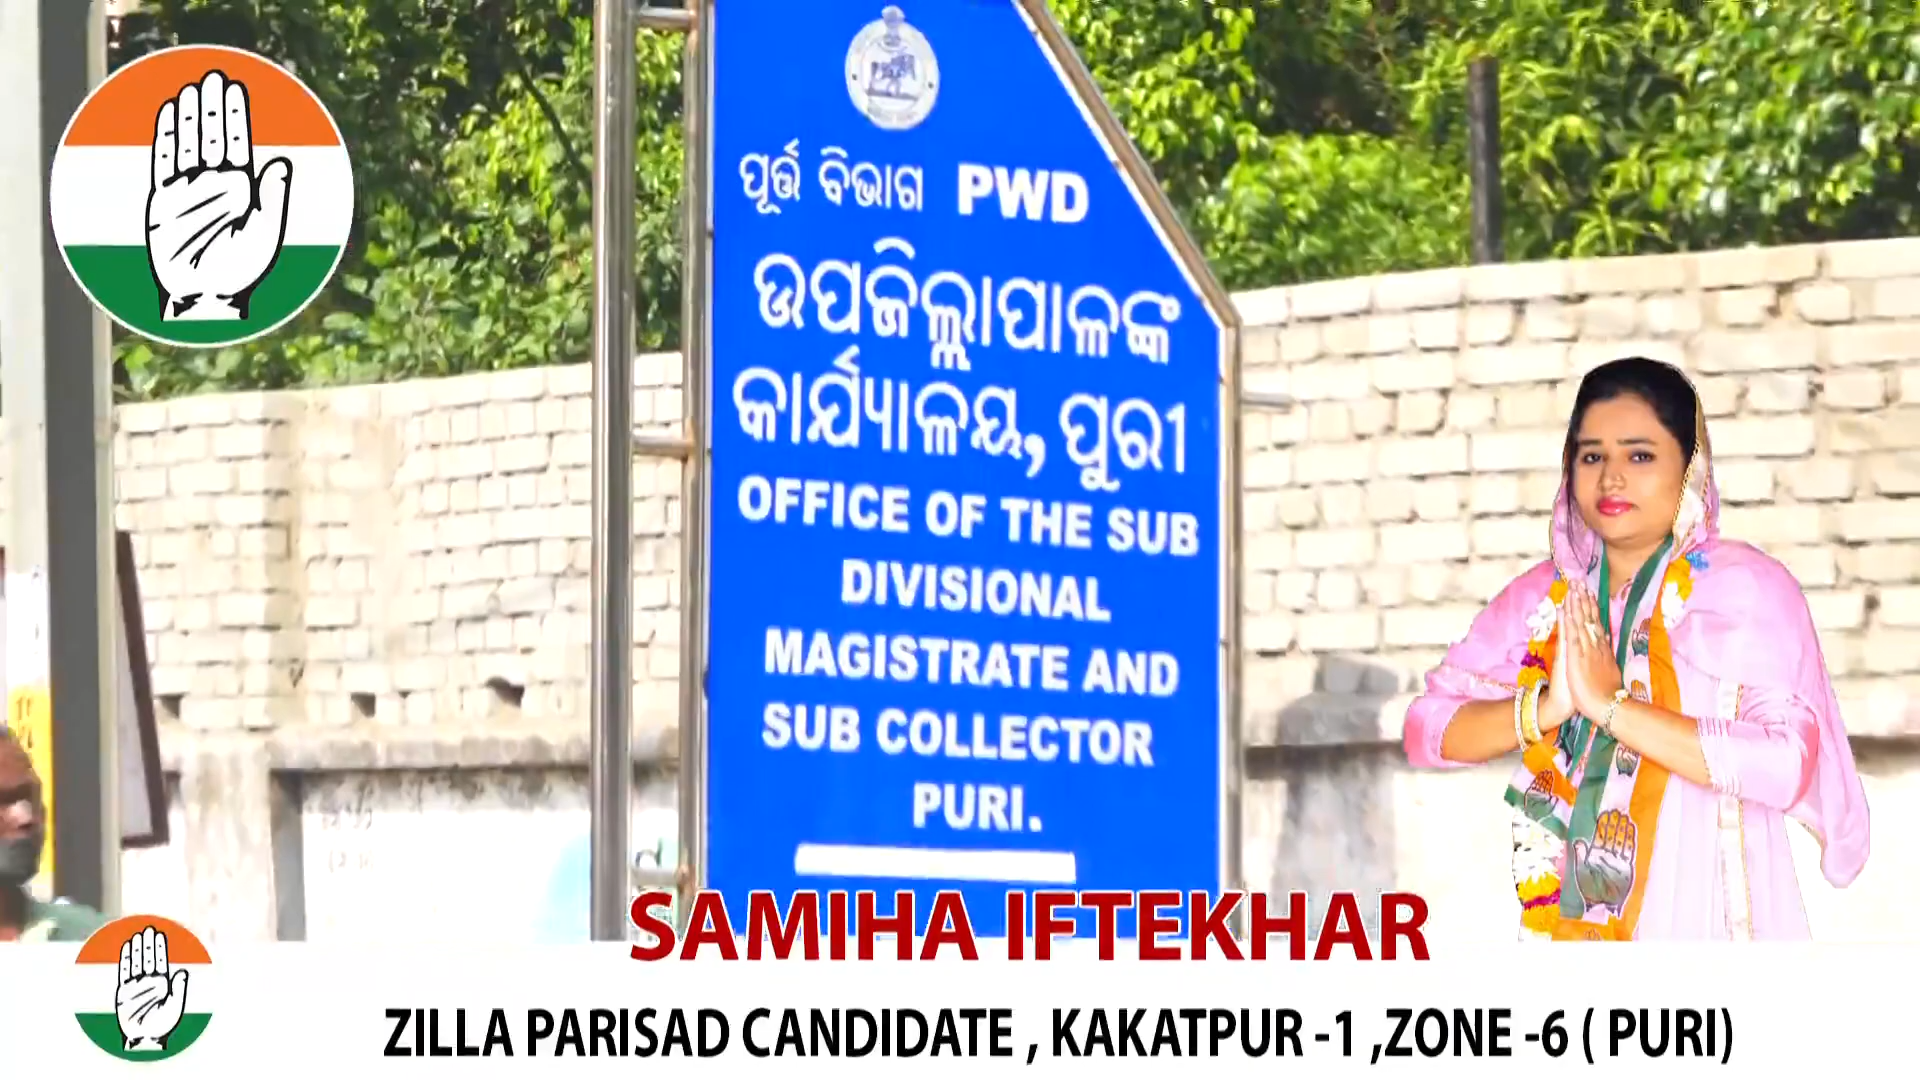 ପୂର୍ତ୍ତ ବିଭାଗ PWD
ଉପଜିଲ୍ଲାପାଳଙ୍କ
କାର୍ଯ୍ୟାଳୟ, ପୁରୀ
OFFICE OF THE SUB
DIVISIONAL
MAGISTRATE AND
SUB COLLECTOR
PURI.
SAMIHA IFTEKHAR
ZILLA PARISAD CANDIDATE , KAKATPUR -1 ,ZONE -6 ( PURI)